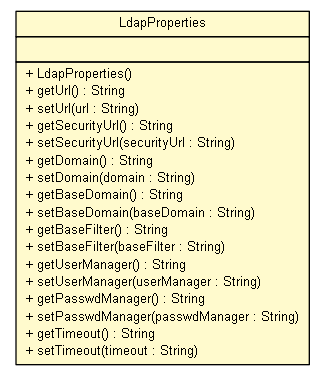 LdapProperties
+ LdapProperties()
+ getUrl() : String
+ setUrl(url : String)
+ getSecurityUrl() : String
+ setSecurityUrl(securityUrl : String)
+ getDomain() : String
+ setDomain(domain : String)
+ getBaseDomain() : String
+ setBaseDomain(baseDomain : String)
+ getBaseFilter() : String
+ setBaseFilter(baseFilter : String)
+ getUserManager() : String
+ setUserManager(userManager : String)
+ getPasswdManager() : String
+ setPasswdManager(passwdManager : String)
+ getTimeout() : String
+ setTimeout(timeout : String)